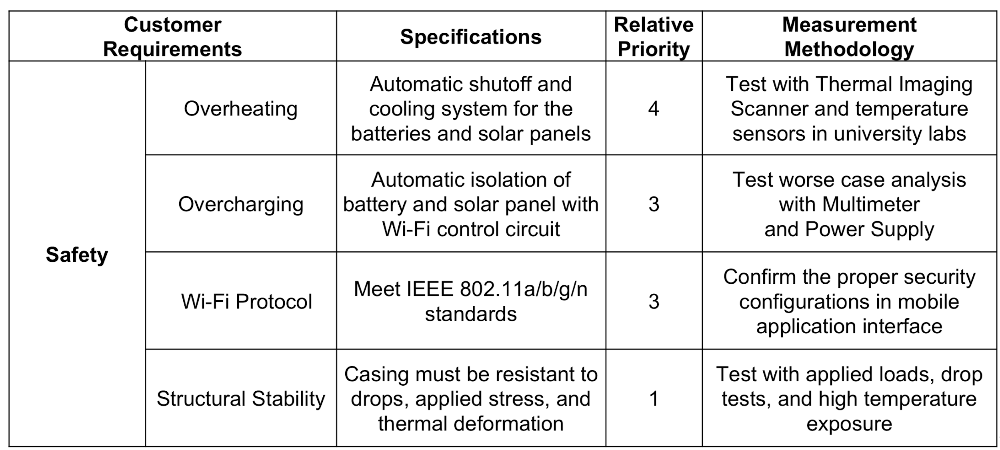 Customer
Requirements
Specifications
Relative
Priority
Measurement
Methodology
Safety
Overheating
Automatic shutoff and
cooling system for the
batteries and solar panels
4
Test with Thermal Imaging
Scanner and temperature
sensors in university labs
Overcharging
Automatic isolation of
battery and solar panel with
Wi-Fi control circuit
3
Test worse case analysis
with Multimeter
and Power Supply
Wi-Fi Protocol
Meet IEEE 802.11a/b/g/n
standards
3
Confirm the proper security
configurations in mobile
application interface
Structural Stability
Casing must be resistant to
drops, applied stress, and
thermal deformation
1
Test with applied loads, drop
tests, and high temperature
exposure